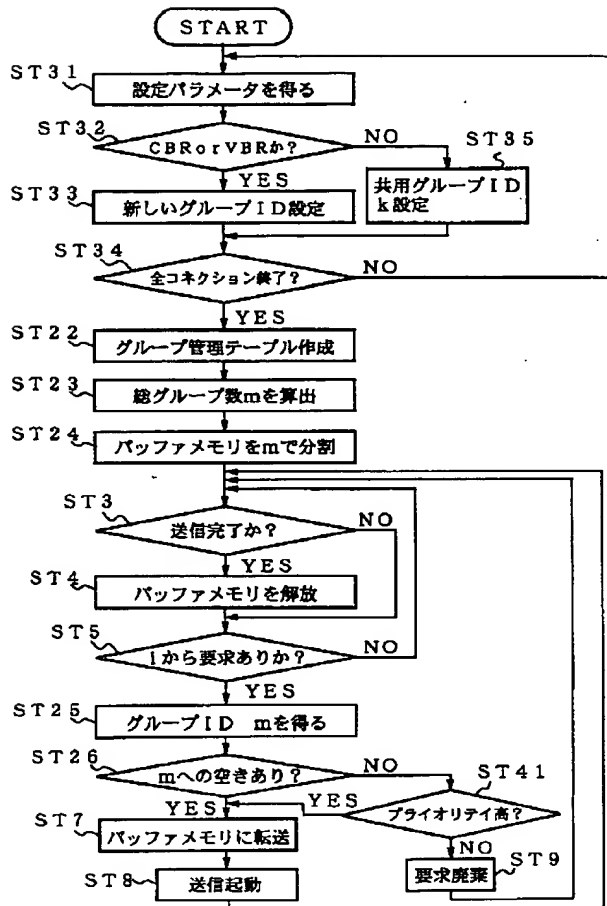 START
ST31
設定パラメータを得る
ST32
CBRorVBRか?
NO
ST35
YES
ST33
新しいグループID設定
共用グループID
k設定
ST34
全コネクション終了?
NO
YES
ST22
グループ管理テーブル作成
ST23
総グループ数mを算出
ST24
バッファメモリをmで分割
ST3
送信完了か?
NO
YES
ST4
バッファメモリを解放
ST5
1から要求ありか?
NO
YES
ST25
グループID mを得る
ST26
mへの空きあり?
NO
ST41
YES
YES
プライオリテイ高?
ST7
バッファメモリに転送
NO
ST9
要求廃棄
ST8
送信起動